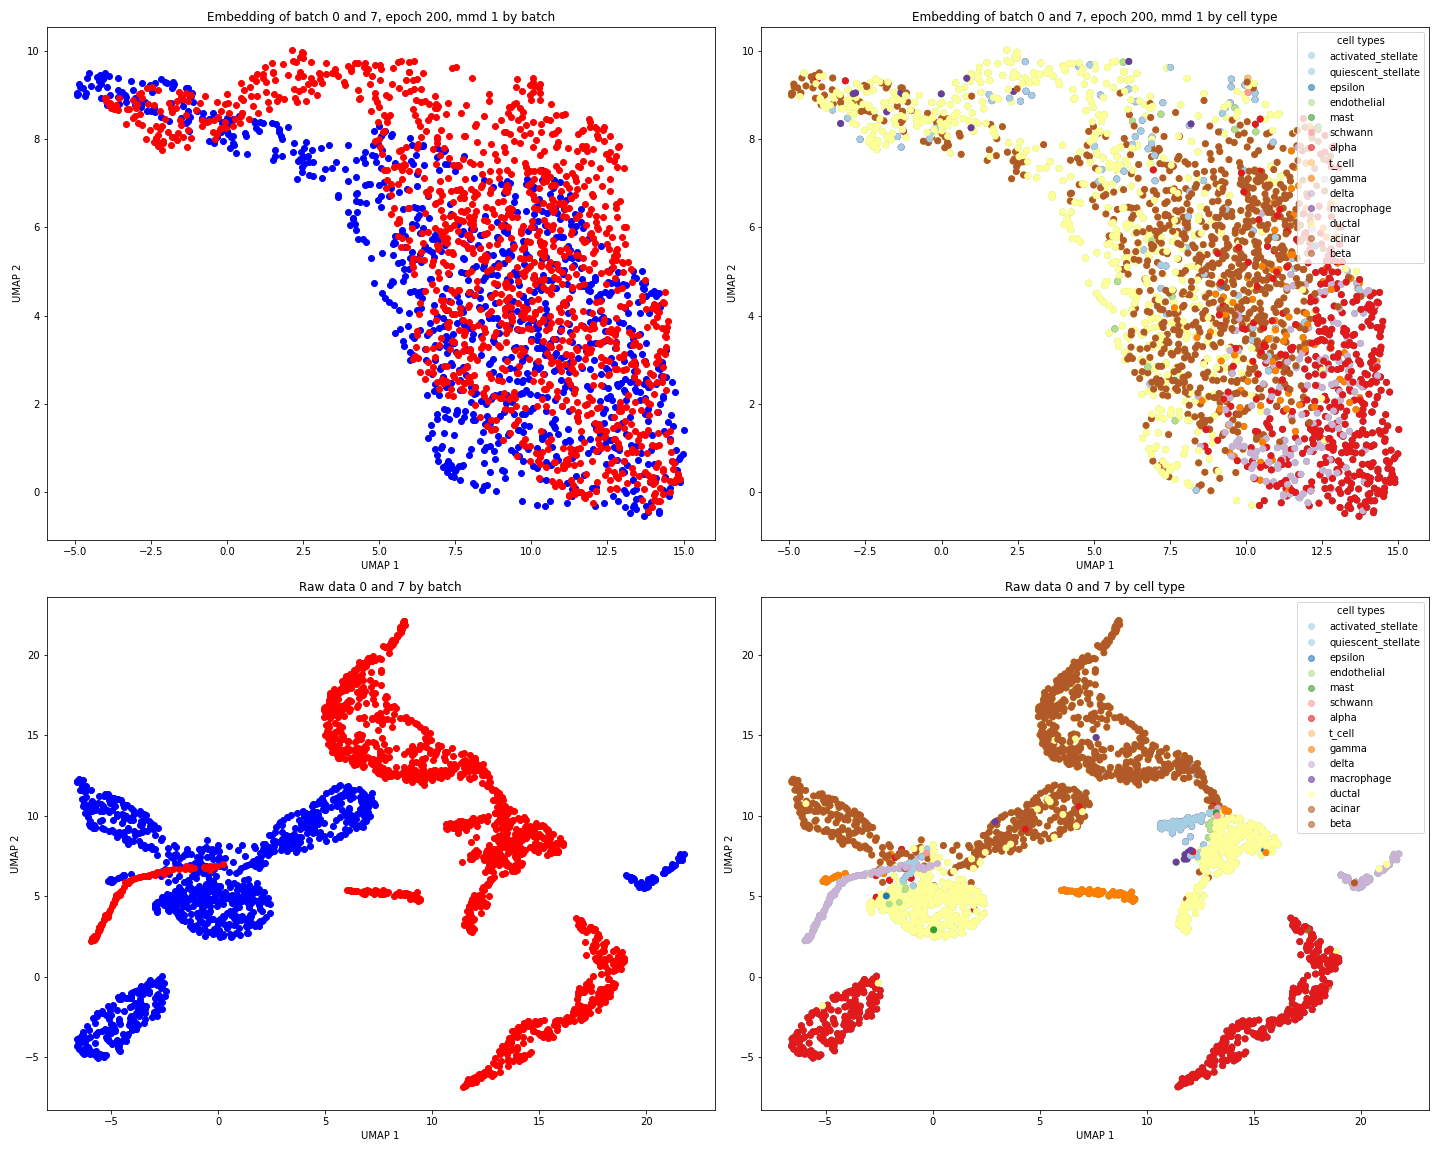 Embedding of batch 0 and 7, epoch 200, mmd 1 by batch
10
8
6
4
2
0
UMAP 2
−5.0
−2.5
0.0
2.5
5.0
7.5
10.0
12.5
15.0
UMAP 1
Embedding of batch 0 and 7, epoch 200, mmd 1 by cell type
10
8
6
4
2
0
UMAP 2
−5.0
−2.5
0.0
2.5
5.0
7.5
10.0
12.5
15.0
UMAP 1
cell types
activated_stellate
quiescent_stellate
epsilon
endothelial
mast
schwann
alpha
t_cell
gamma
delta
macrophage
ductal
acinar
beta
Raw data 0 and 7 by batch
20
15
10
5
0
−5
UMAP 2
−5
0
5
10
15
20
UMAP 1
Raw data 0 and 7 by cell type
20
15
10
5
0
−5
UMAP 2
−5
0
5
10
15
20
UMAP 1
cell types
activated_stellate
quiescent_stellate
epsilon
endothelial
mast
schwann
alpha
t_cell
gamma
delta
macrophage
ductal
acinar
beta